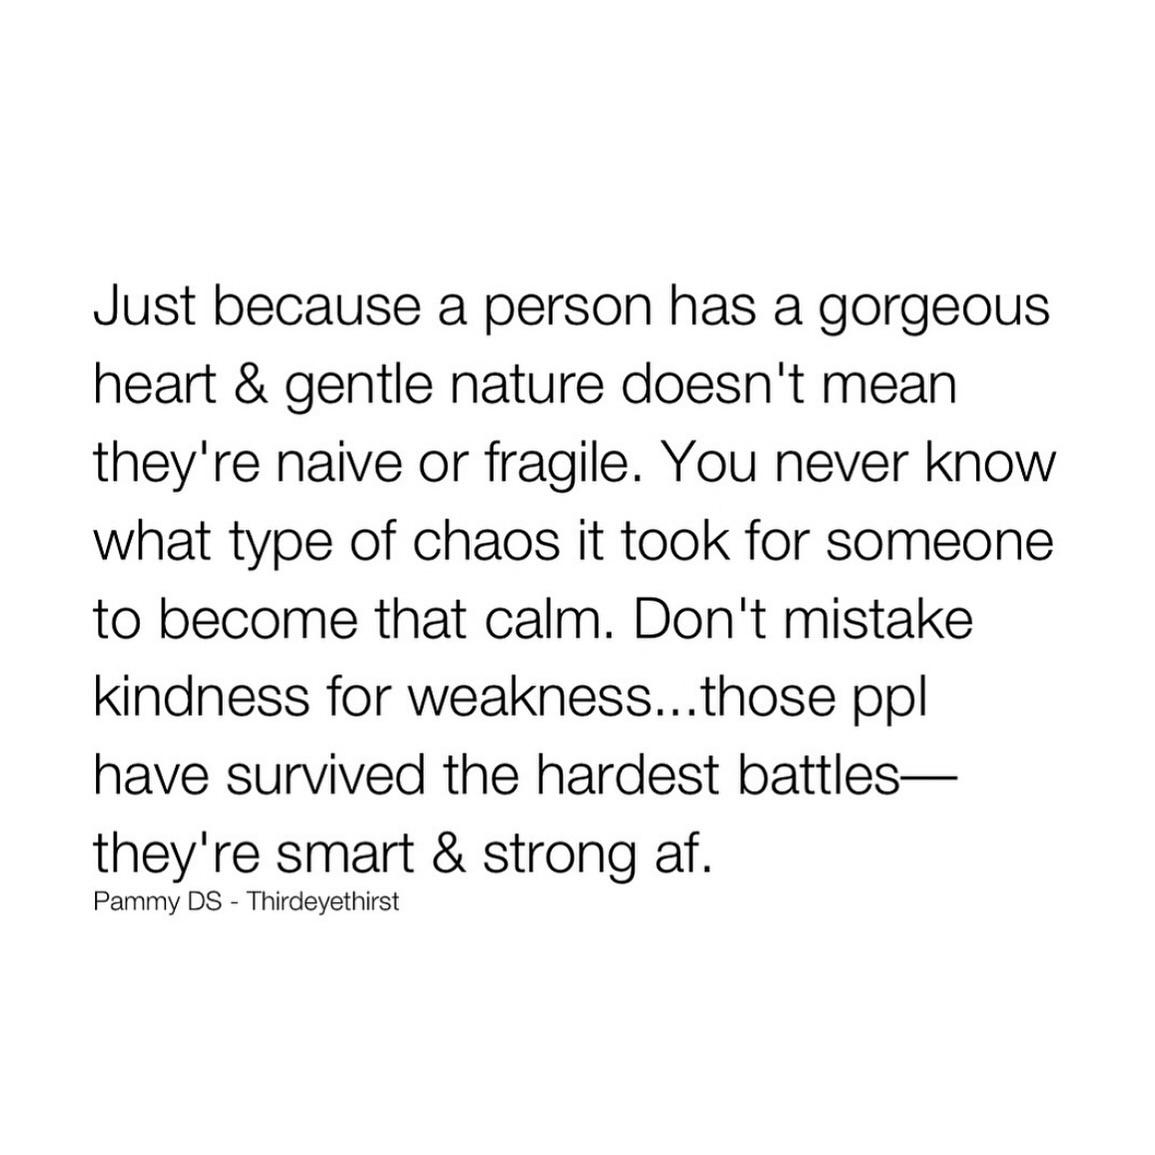 Just because a person has a gorgeous
heart & gentle nature doesn't mean
they're naive or fragile. You never know
what type of chaos it took for someone
to become that calm. Don't mistake
kindness for weakness...those ppl
have survived the hardest battles—
they're smart & strong af.
Pammy DS - Thirdeyethirst